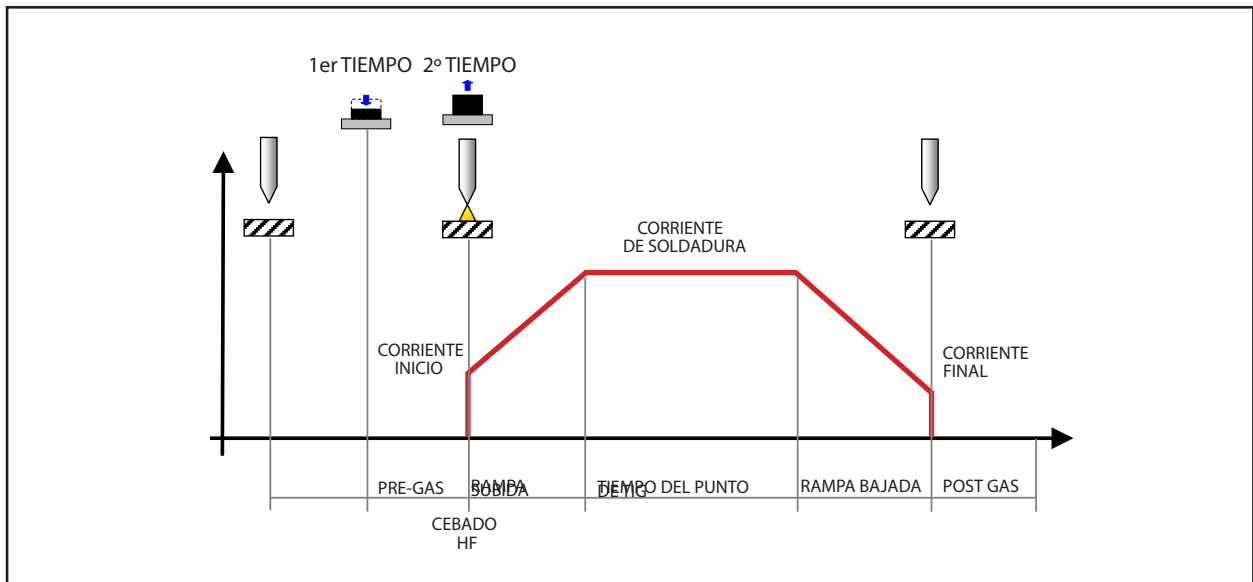 1er TIEMPO 2º TIEMPO
CORRIENTE
DE SOLDADURA
CORRIENTE
INICIO
CORRIENTE
FINAL
PRE-GAS
RAMPA
SUBIDA
TIEMPO DEL PUNTO
DE TIG
RAMPA BAJADA
POST GAS
CEBADO
HF